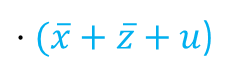 · (x̄ + z̄ + u)